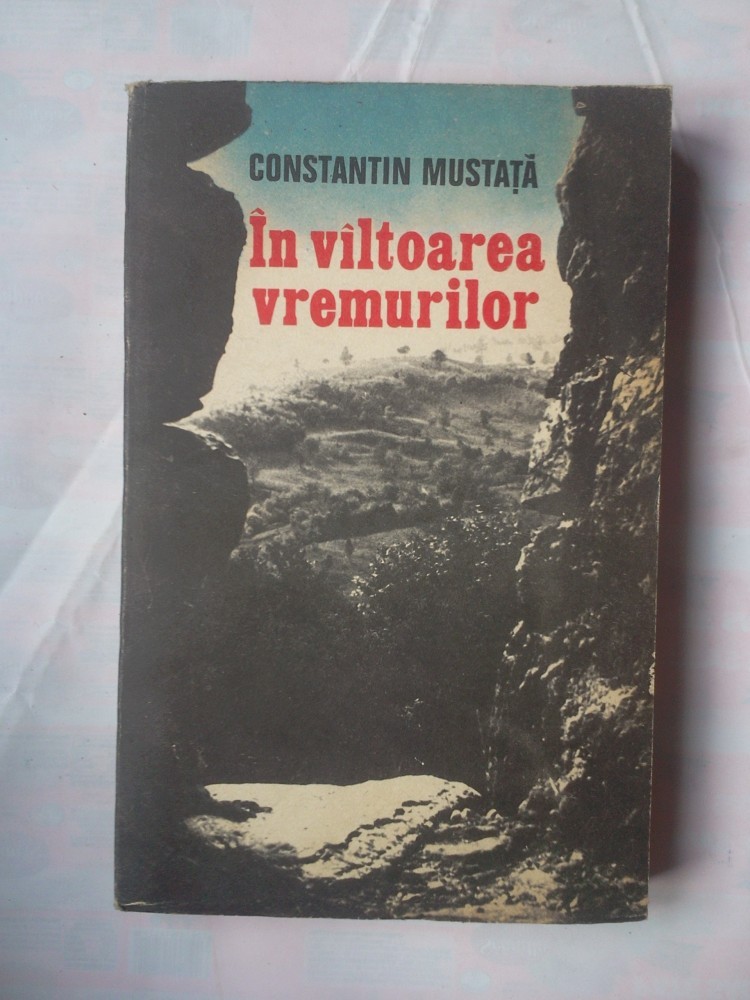 CONSTANTIN MUSTAȚĂ
În vîltoarea
vremurilor